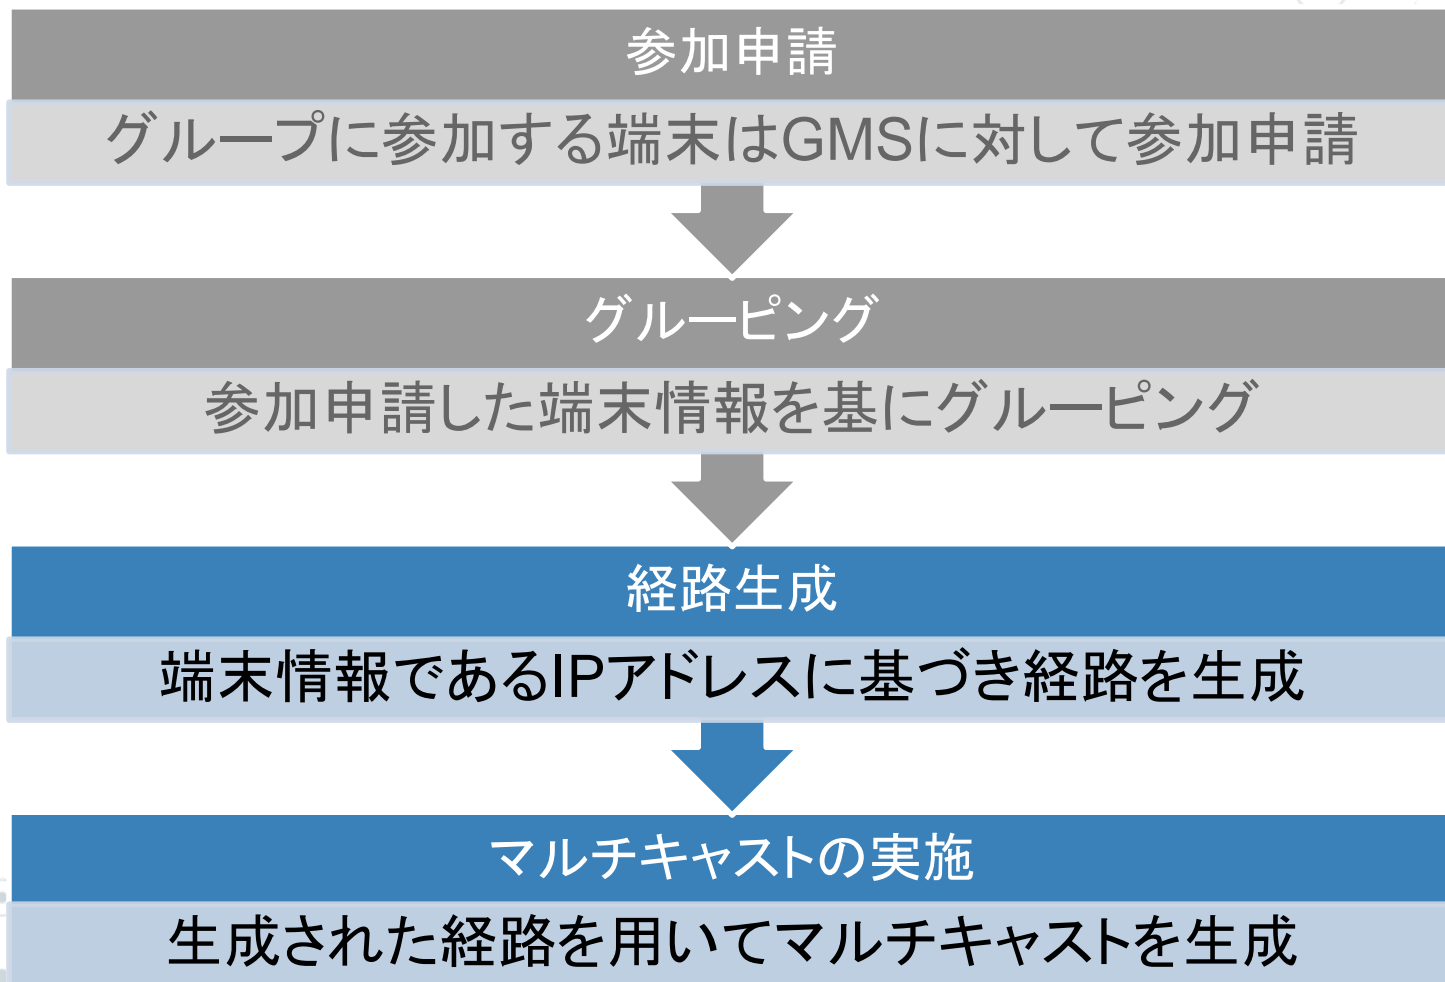 参加申請
グループに参加する端末はGMSに対して参加申請
グルーピング
参加申請した端末情報を基にグルーピング
経路生成
端末情報であるIPアドレスに基づき経路を生成
マルチキャストの実施
生成された経路を用いてマルチキャストを生成